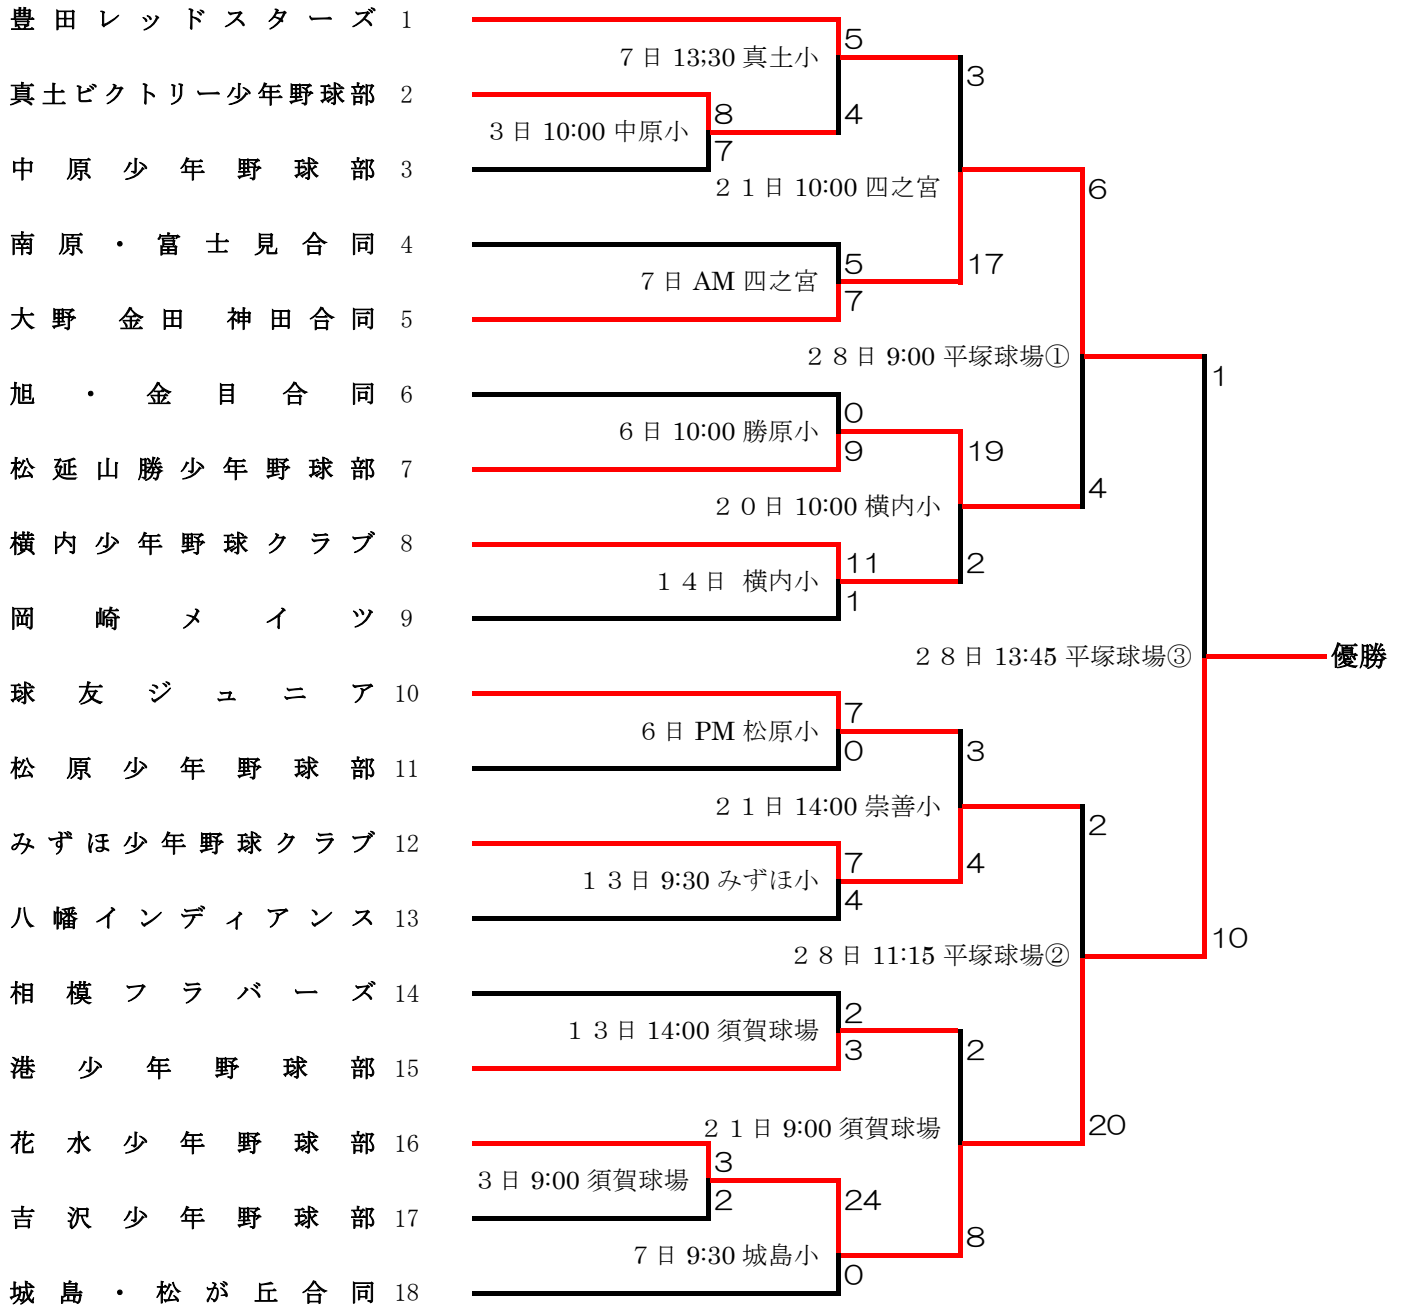 豊田レッドスターズ 1
5
7日 13;30 真土小
3
真土ビクトリー少年野球部 2
8
4
3日 10:00 中原小
7
中原少年野球部 3
21日 10:00 四之宮
6
南原・富士見合同 4
5
17
7日 AM 四之宮
7
大野 金田 神田合同 5
28日 9:00 平塚球場①
1
旭・金目合同 6
0
6日 10:00 勝原小
9
19
松延山勝少年野球部 7
4
20日 10:00 横内小
横内少年野球クラブ 8
11
2
14日 横内小
1
岡崎メイツ 9
28日 13:45 平塚球場③
優勝
球友ジュニア 10
7
6日 PM 松原小
0
3
松原少年野球部 11
21日 14:00 崇善小
2
みずほ少年野球クラブ 12
7
4
13日 9:30 みずほ小
4
八幡インディアンス 13
10
28日 11:15 平塚球場②
相模フラバーズ 14
2
13日 14:00 須賀球場
3
2
港少年野球部 15
21日 9:00 須賀球場
20
花水少年野球部 16
3
3日 9:00 須賀球場
2
24
吉沢少年野球部 17
8
7日 9:30 城島小
0
城島・松が丘合同 18